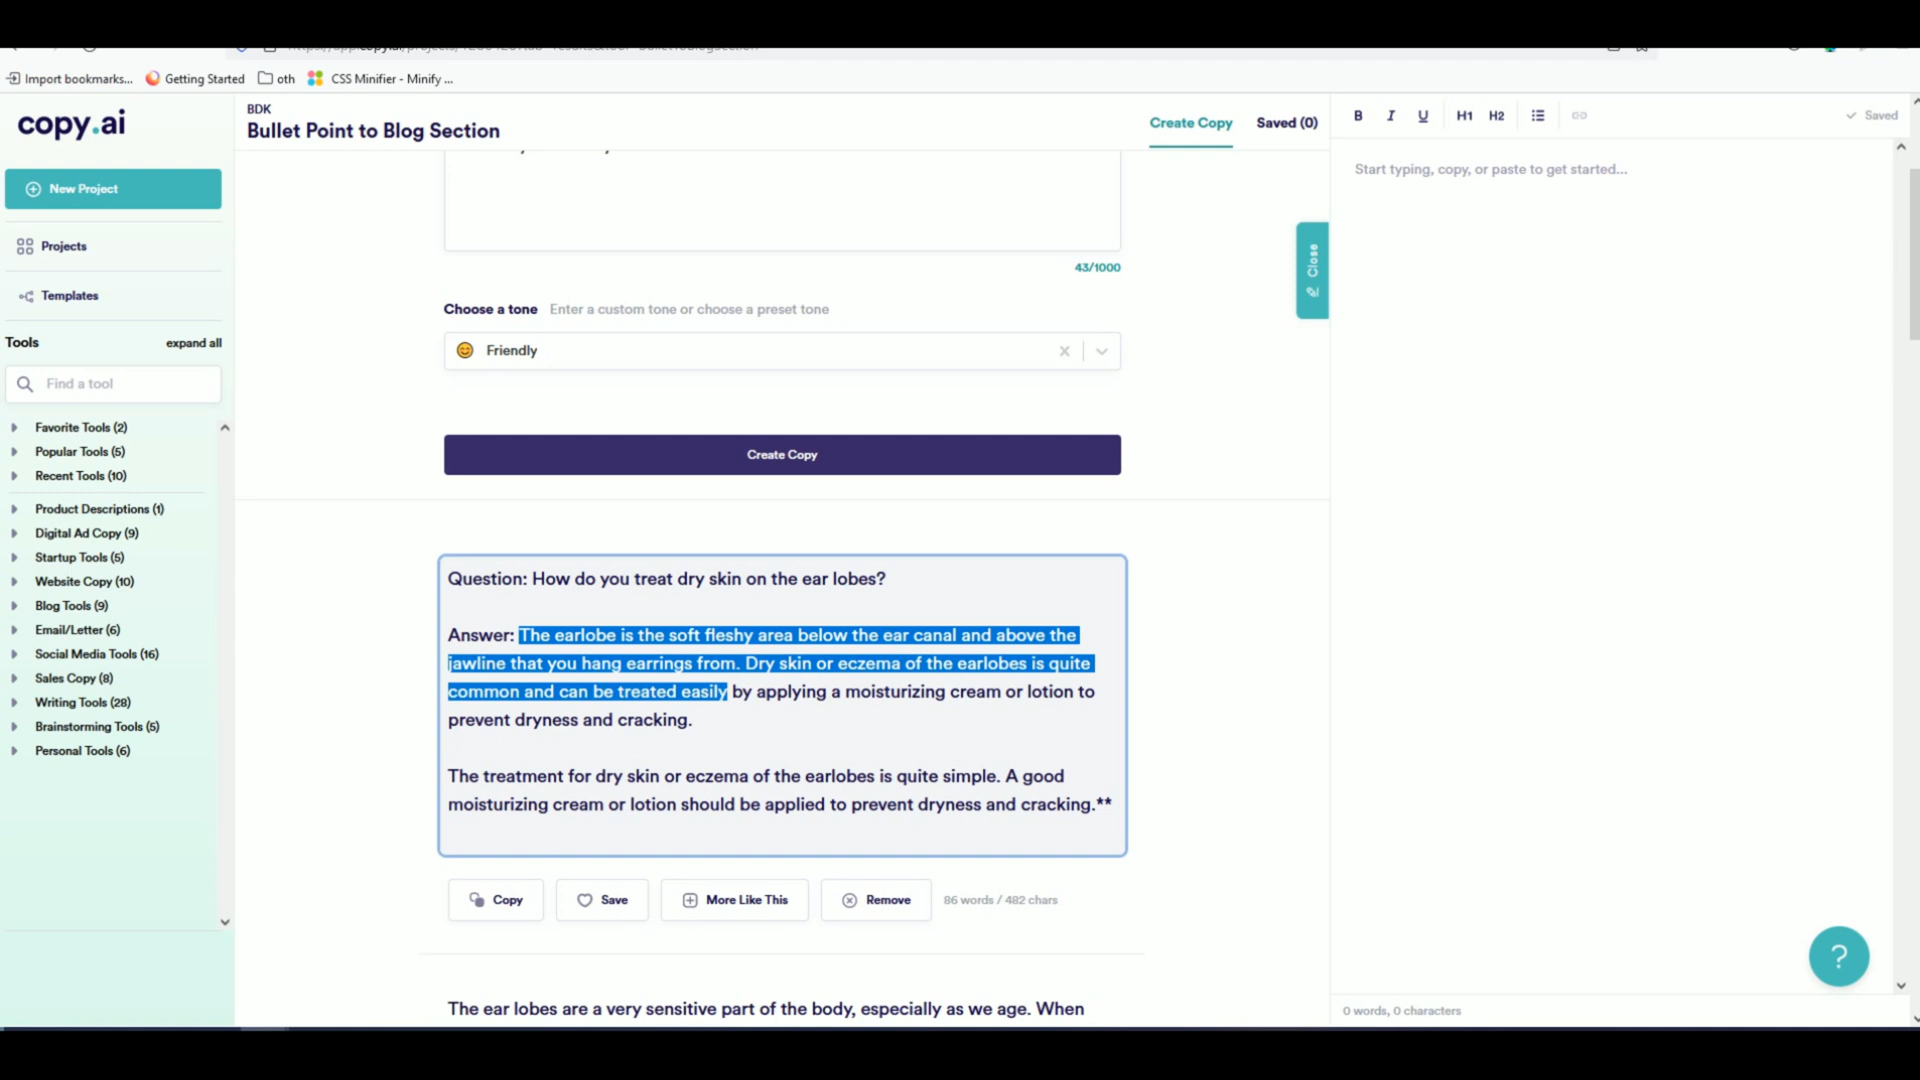 Import bookmarks...
Getting Started
oth
CSS Minifier - Minify ...
copy.ai
BDK
Bullet Point to Blog Section
Create Copy
Saved (0)
B I U H1 H2
Saved
New Project
Projects
Templates
Tools
expand all
Find a tool
Favorite Tools (2)
Popular Tools (5)
Recent Tools (10)
Product Descriptions (1)
Digital Ad Copy (9)
Startup Tools (5)
Website Copy (10)
Blog Tools (9)
Email/Letter (6)
Social Media Tools (16)
Sales Copy (8)
Writing Tools (28)
Brainstorming Tools (5)
Personal Tools (6)
43/1000
Choose a tone Enter a custom tone or choose a preset tone
Friendly
Create Copy
Question: How do you treat dry skin on the ear lobes?
Answer: The earlobe is the soft fleshy area below the ear canal and above the
jawline that you hang earrings from. Dry skin or eczema of the earlobes is quite
common and can be treated easily by applying a moisturizing cream or lotion to
prevent dryness and cracking.
The treatment for dry skin or eczema of the earlobes is quite simple. A good
moisturizing cream or lotion should be applied to prevent dryness and cracking.**
Copy
Save
More Like This
Remove
86 words / 482 chars
The ear lobes are a very sensitive part of the body, especially as we age. When
Close
Start typing, copy, or paste to get started...
?
0 words, 0 characters